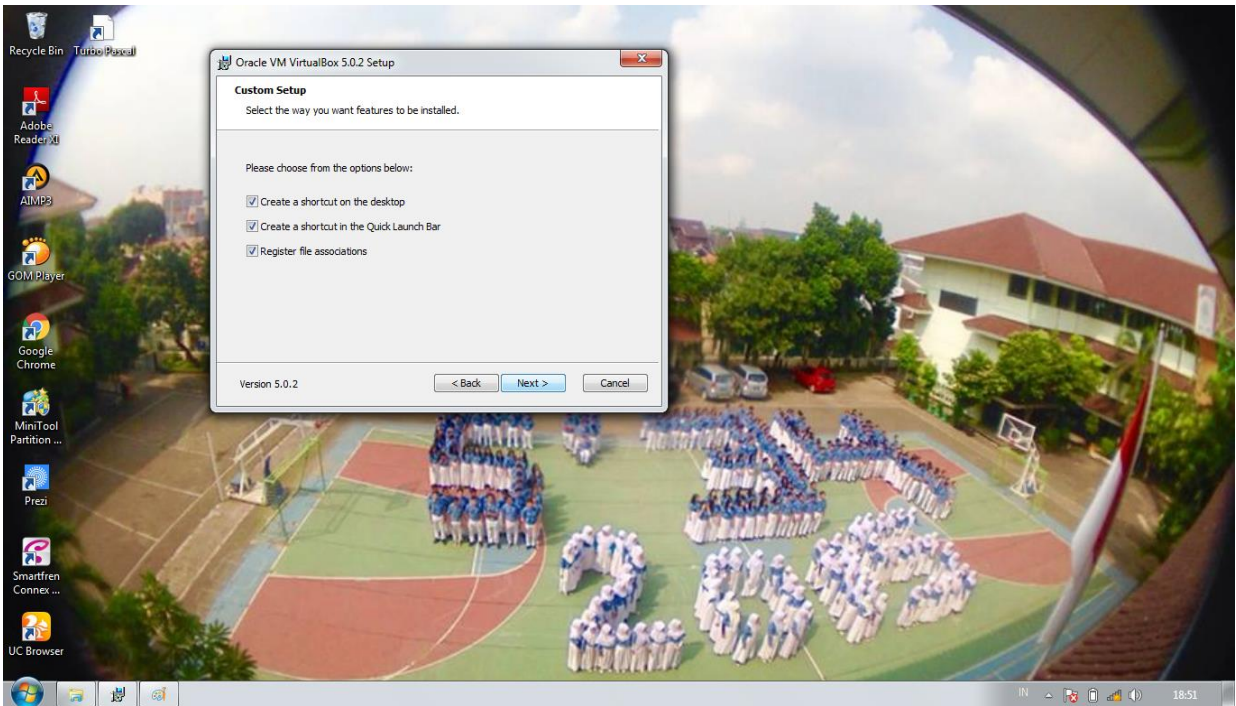 Recycle Bin
Turbo Pascal
Adobe
Reader XI
AIMP3
GOM Player
Google
Chrome
MiniTool
Partition ...
Prezi
Smartfren
Connex ...
UC Browser
Oracle VM VirtualBox 5.0.2 Setup
Custom Setup
Select the way you want features to be installed.
Please choose from the options below:
Create a shortcut on the desktop
Create a shortcut in the Quick Launch Bar
Register file associations
Version 5.0.2
< Back
Next >
Cancel
IN
18:51